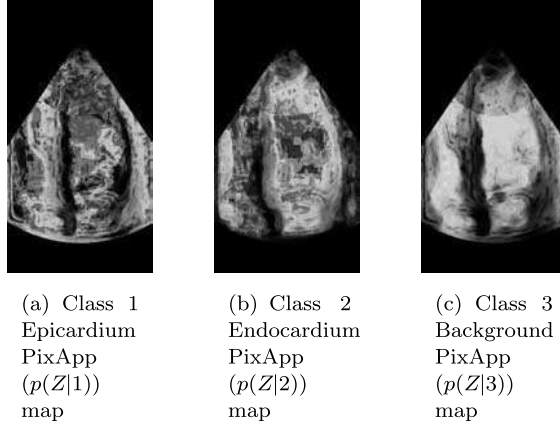 (a) Class 1
Epicardium
PixApp
(p(Z|1))
map
(b) Class 2
Endocardium
PixApp
(p(Z|2))
map
(c) Class 3
Background
PixApp
(p(Z|3))
map